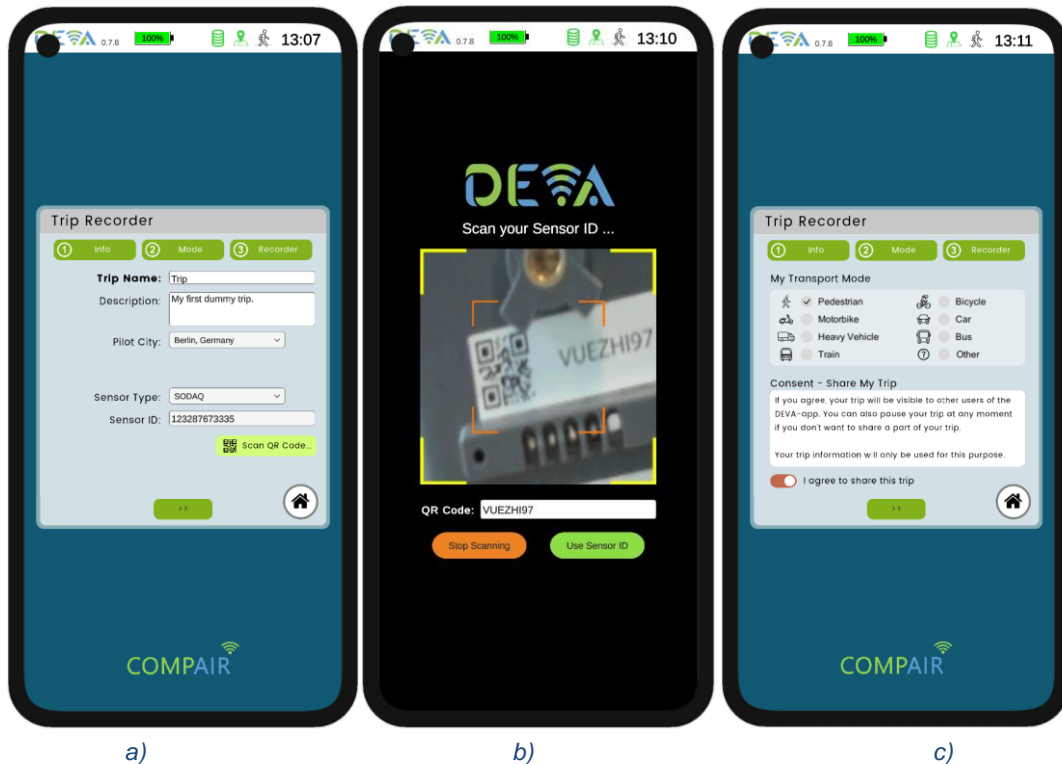 DEVA 0.7.8 100% 13:07
Trip Recorder
1 Info 2 Mode 3 Recorder
Trip Name: Trip
Description: My first dummy trip.
Pilot City: Berlin, Germany
Sensor Type: SODAQ
Sensor ID: 123287673335
Scan QR Code...
>>
COMPAIR
a)
DEVA 0.7.8 100% 13:10
DEVA
Scan your Sensor ID ...
VUEZHI97
QR Code: VUEZHI97
Stop Scanning Use Sensor ID
b)
DEVA 0.7.8 100% 13:11
Trip Recorder
1 Info 2 Mode 3 Recorder
My Transport Mode
Pedestrian Bicycle
Motorbike Car
Heavy Vehicle Bus
Train ? Other
Consent - Share My Trip
If you agree, your trip will be visible to other users of the
DEVA-app. You can also pause your trip at any moment
if you don't want to share a part of your trip.
Your trip information will only be used for this purpose.
I agree to share this trip
>>
COMPAIR
c)